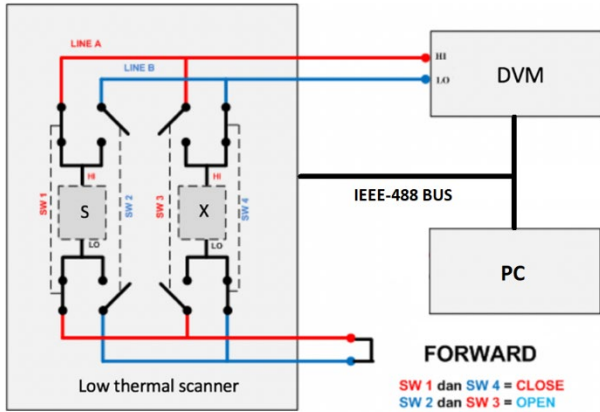 LINE A
LINE B
HI
LO
DVM
HI
HI
SW 1
S
SW 2
SW 3
X
SW 4
LO
LO
IEEE-488 BUS
PC
Low thermal scanner
FORWARD
SW 1 dan SW 4 = CLOSE
SW 2 dan SW 3 = OPEN